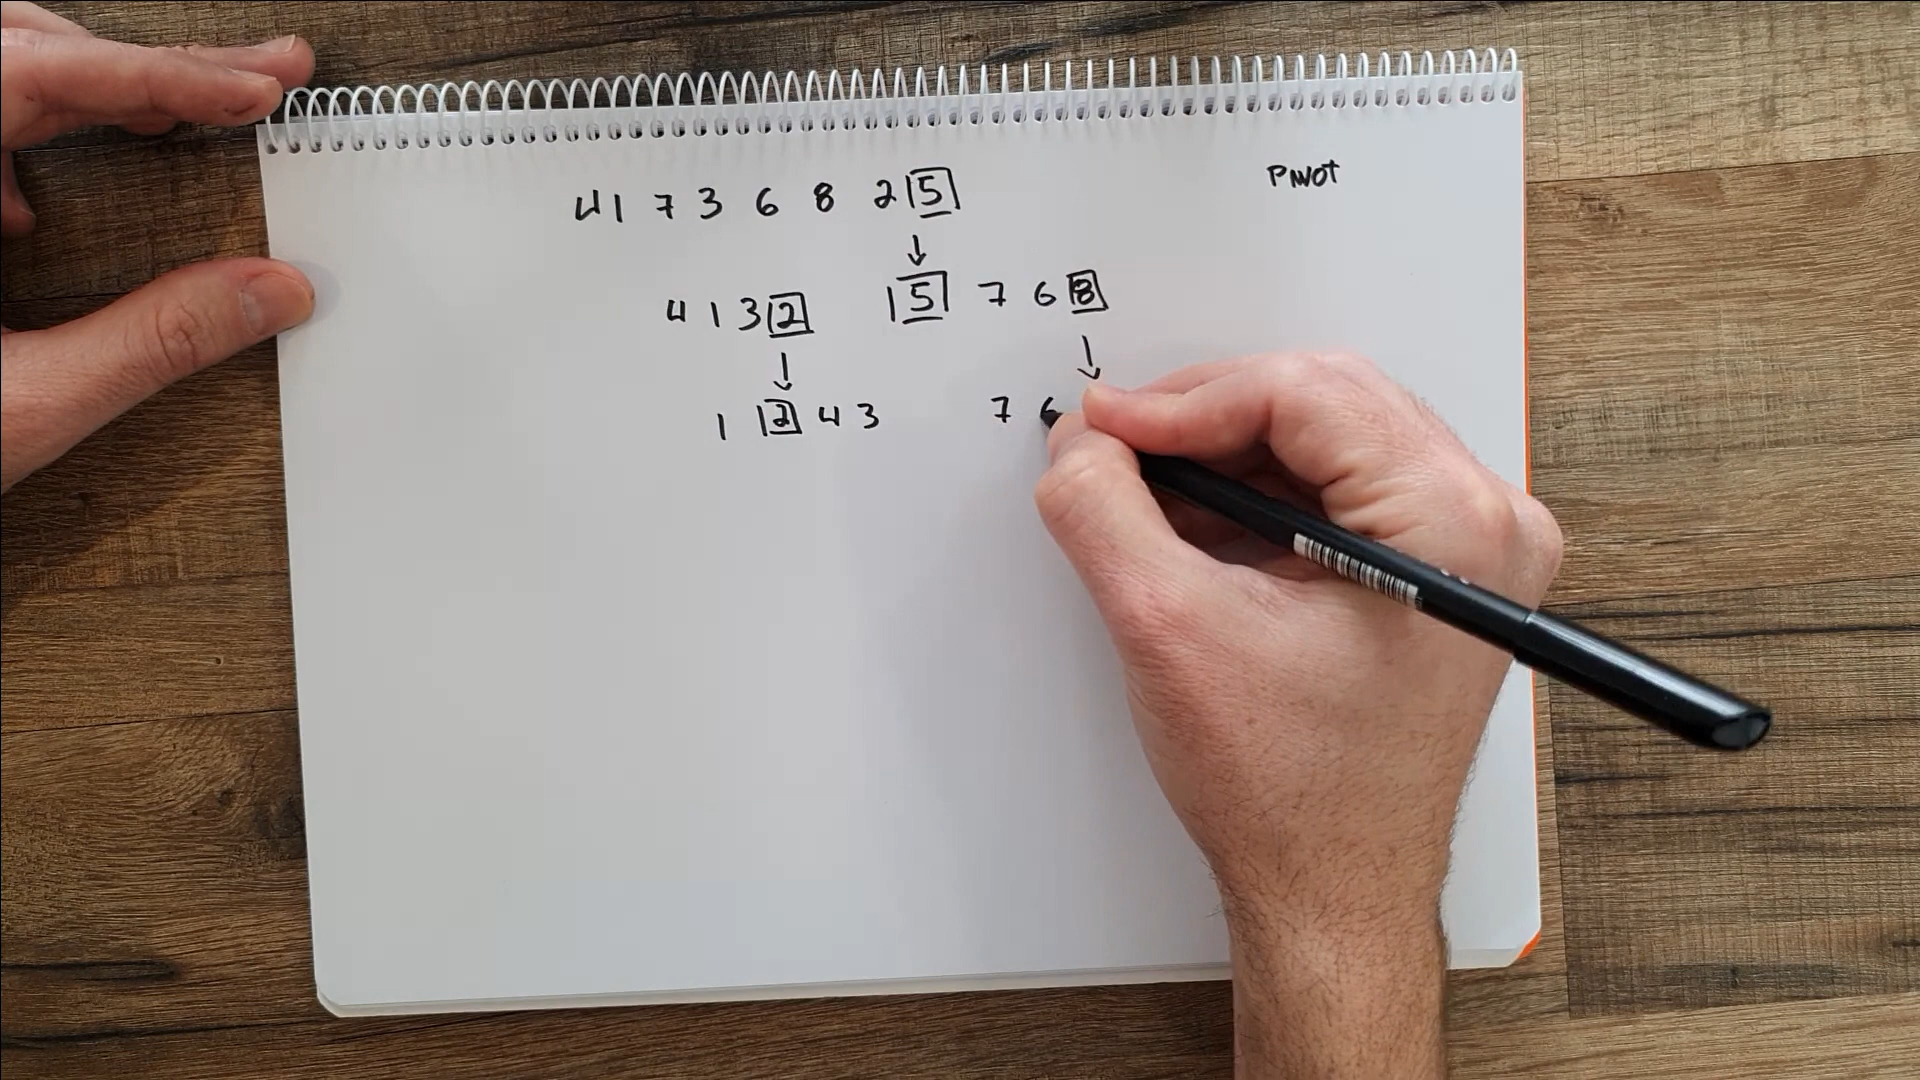 4 1 7 3 6 8 2 5
Pivot
↓
4 1 3 2 5 7 6 8
↓ ↓
1 2 4 3 7 6